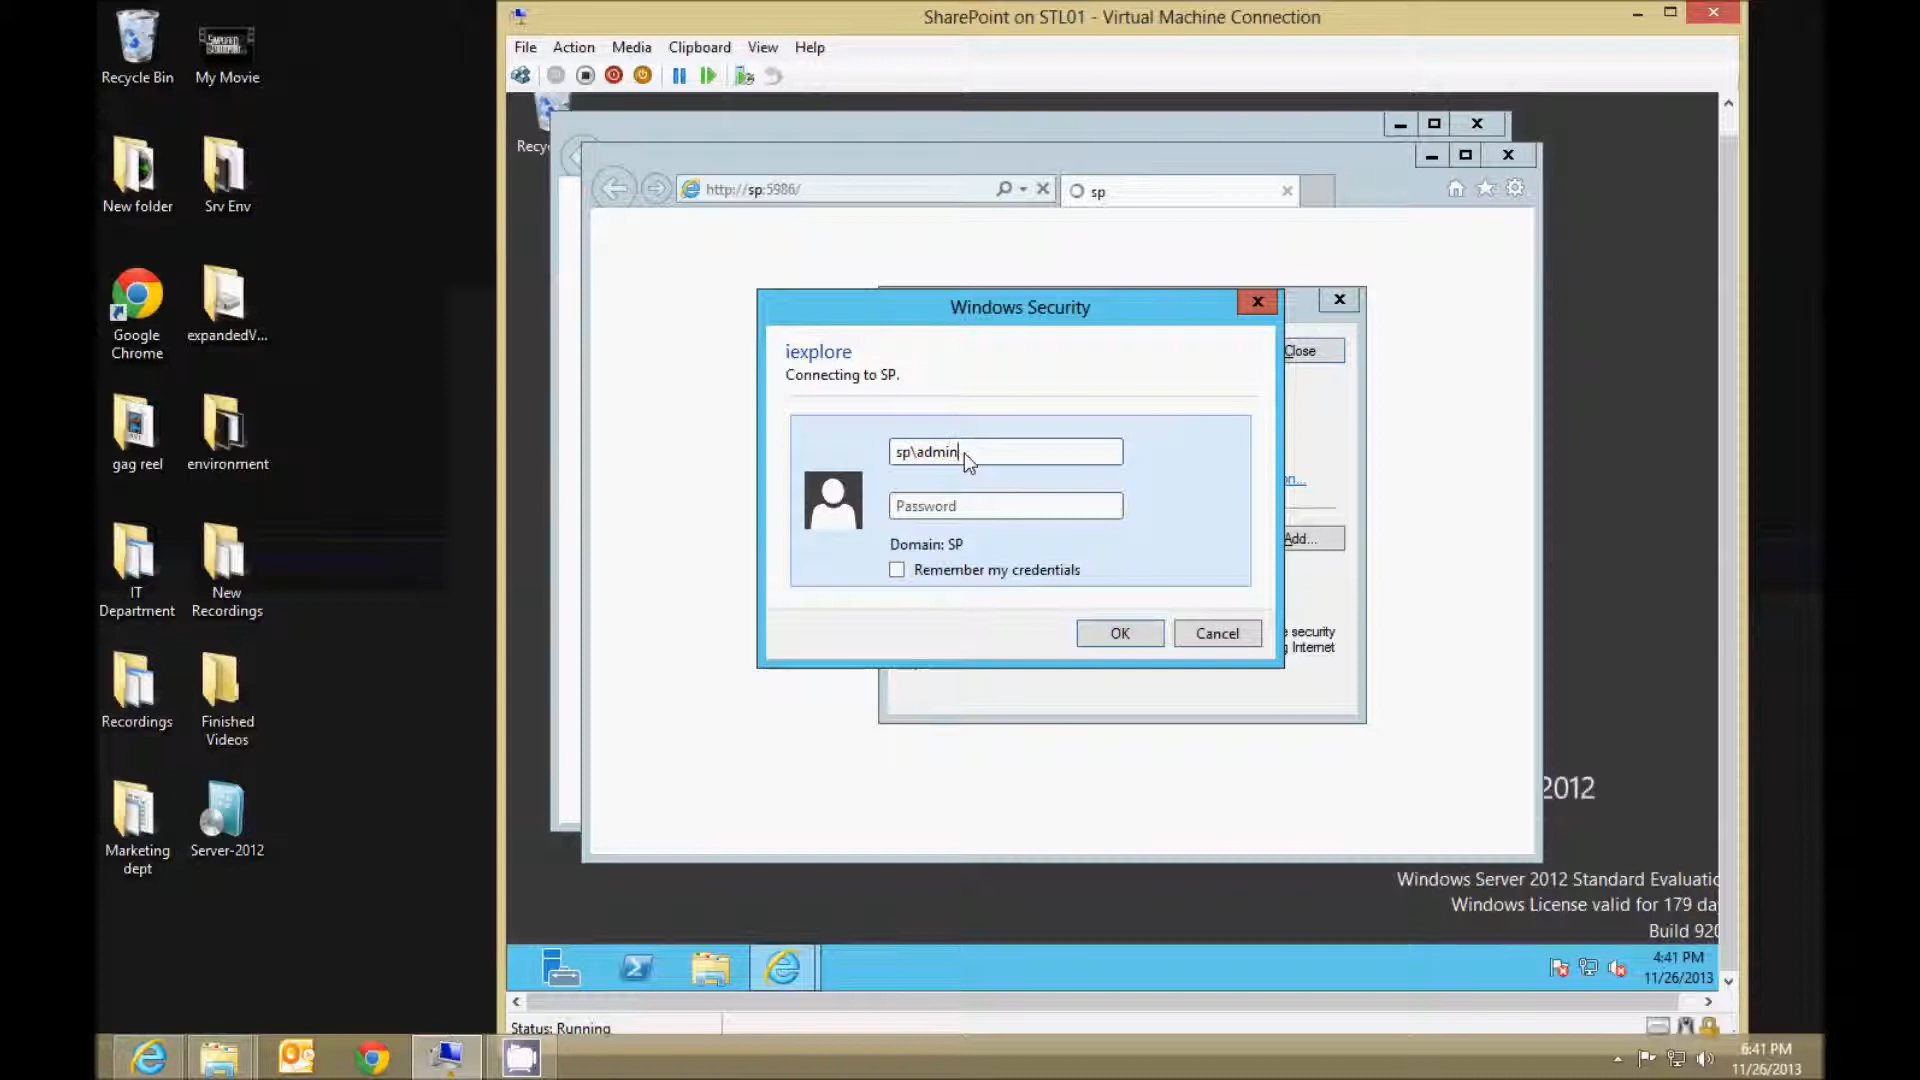 Recycle Bin
My Movie
New folder
Srv Env
Google
Chrome
expandedV...
gag reel
environment
IT
Department
New
Recordings
Recordings
Finished
Videos
Marketing
dept
Server-2012
SharePoint on STL01 - Virtual Machine Connection
File Action Media Clipboard View Help
Recy
http://sp:5986/
sp
Windows Security
iexplore
Connecting to SP.
sp\admin
Password
Domain: SP
Remember my credentials
OK
Cancel
Close
on...
Add...
e security
g Internet
2012
Windows Server 2012 Standard Evaluatio
Windows License valid for 179 da
Build 920
4:41 PM
11/26/2013
Status: Running
6:41 PM
11/26/2013